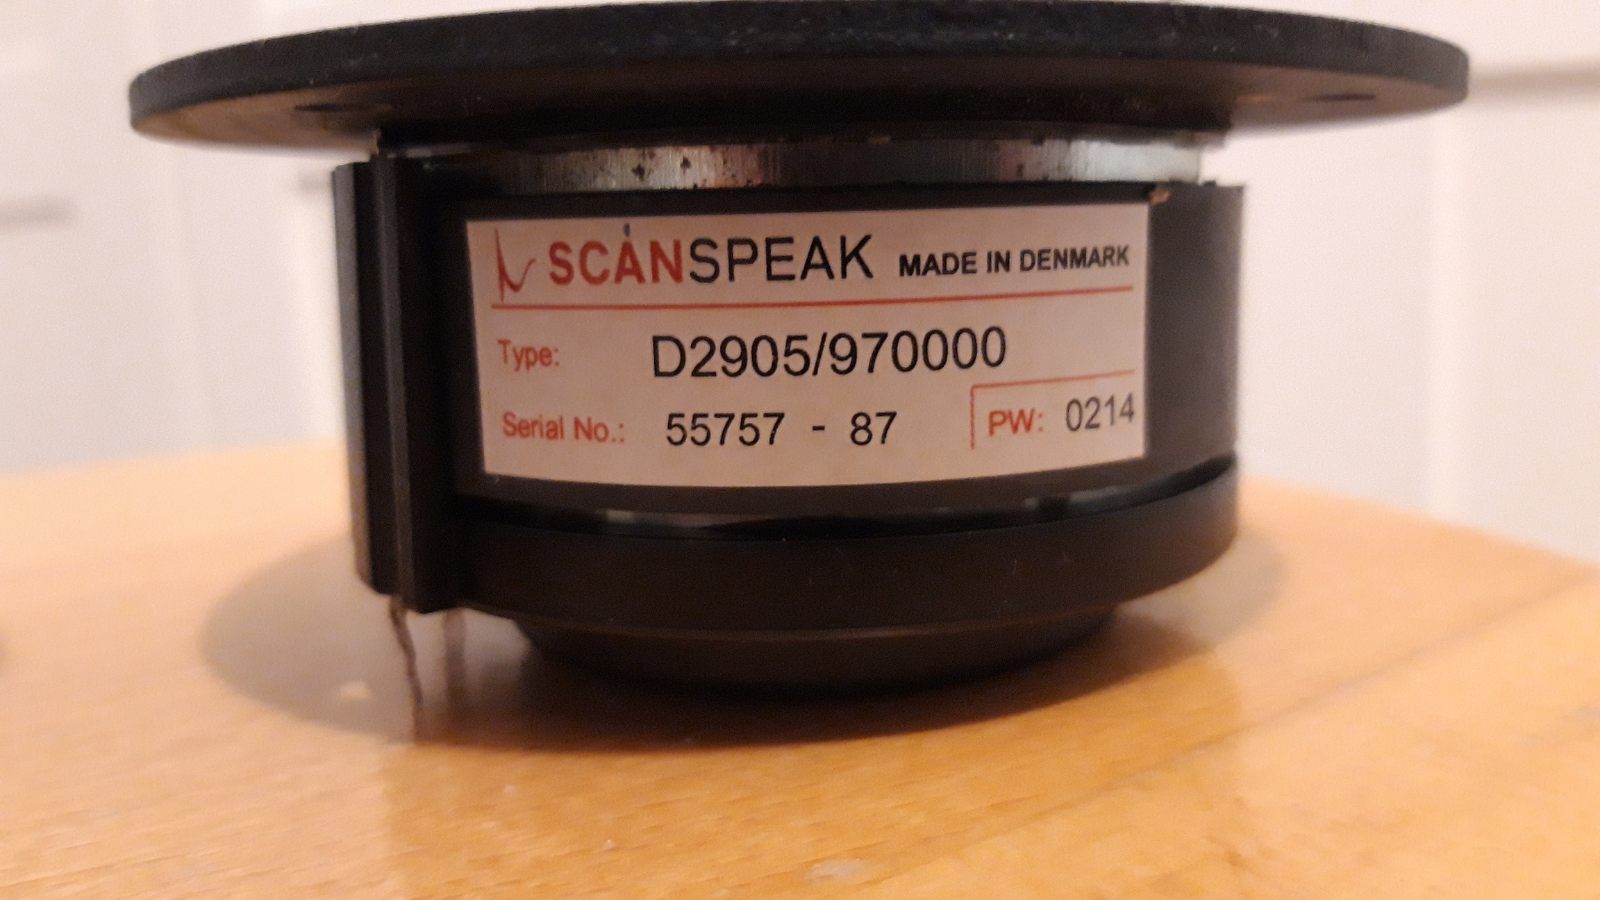 SCANSPEAK MADE IN DENMARK
Type: D2905/970000
Serial No.: 55757 - 87 PW: 0214